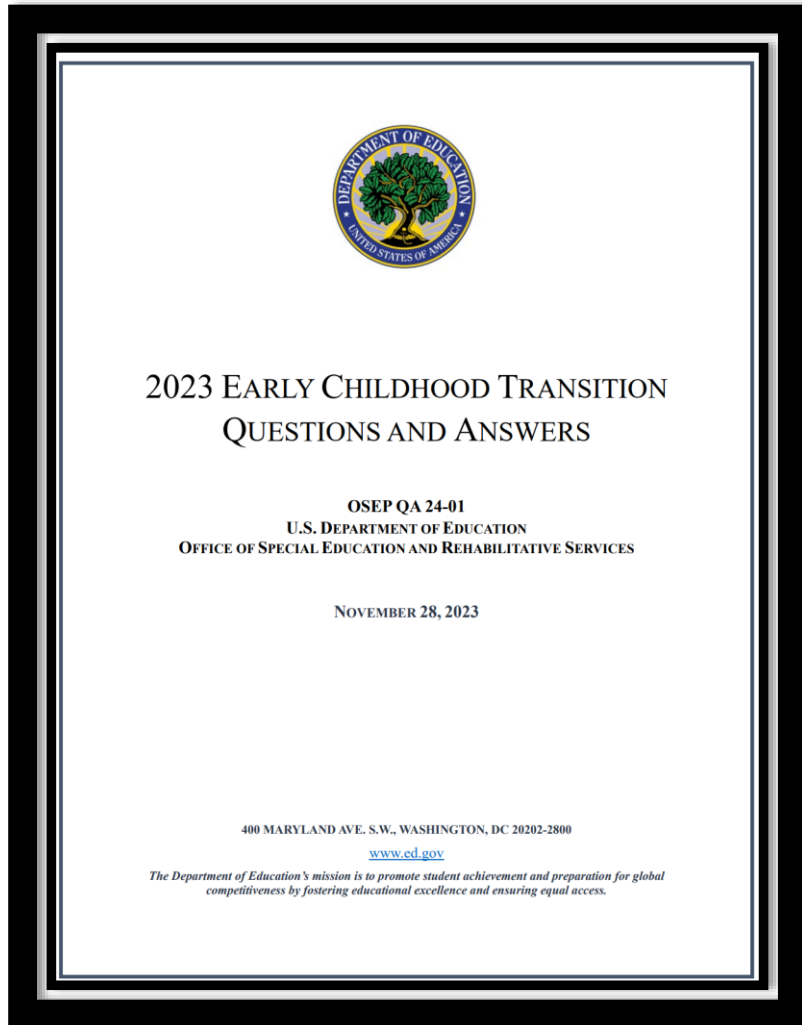 DEPARTMENT OF EDUCATION
UNITED STATES OF AMERICA
2023 EARLY CHILDHOOD TRANSITION
QUESTIONS AND ANSWERS
OSEP QA 24-01
U.S. DEPARTMENT OF EDUCATION
OFFICE OF SPECIAL EDUCATION AND REHABILITATIVE SERVICES
NOVEMBER 28, 2023
400 MARYLAND AVE. S.W., WASHINGTON, DC 20202-2800
www.ed.gov
The Department of Education's mission is to promote student achievement and preparation for global
competitiveness by fostering educational excellence and ensuring equal access.